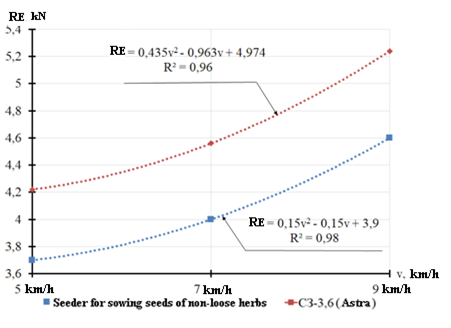 RE kN
5,4
RE = 0,435v² - 0,963v + 4,974
R² = 0,96
5,2
5
4,8
4,6
4,4
4,2
4
RE = 0,15v² - 0,15v + 3,9
R² = 0,98
3,8
3,6
v, km/h
5 km/h 7 km/h 9 km/h
Seeder for sowing seeds of non-loose herbs C3-3,6 (Astra)